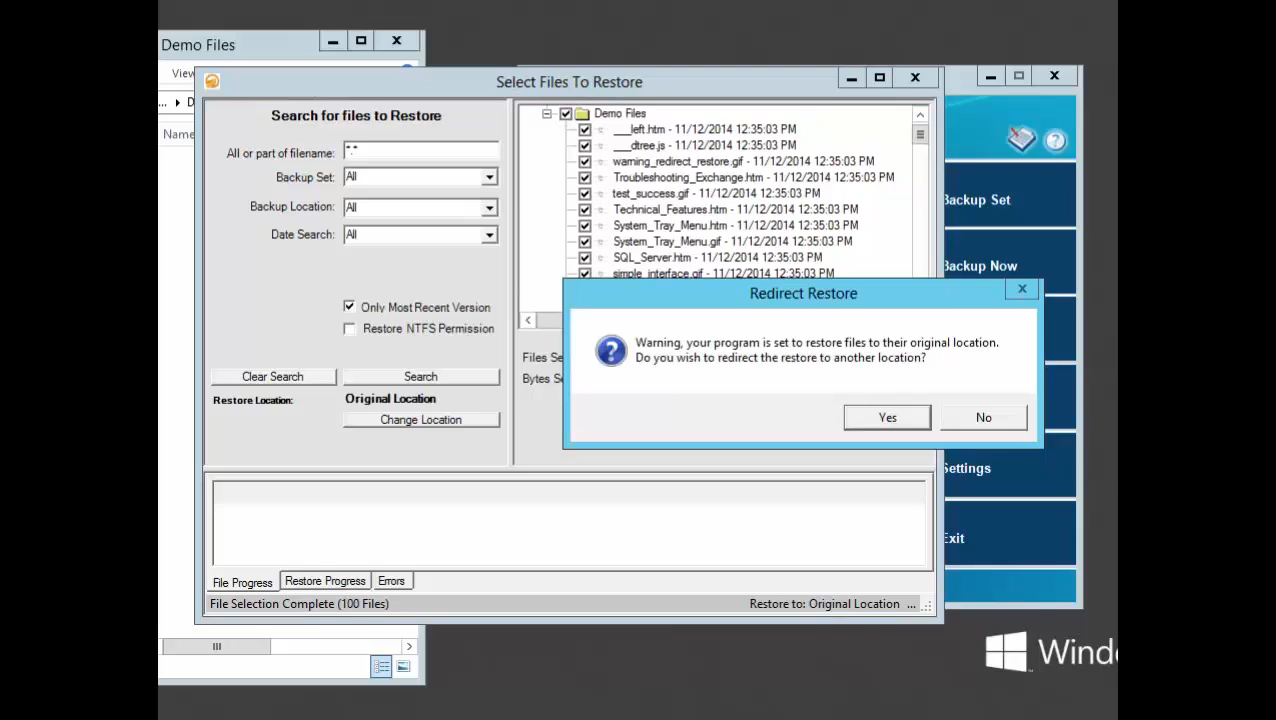 Demo Files
View
... ▸ D
Name
Select Files To Restore
Search for files to Restore
All or part of filename: *.*
Backup Set: All
Backup Location: All
Date Search: All
Only Most Recent Version
Restore NTFS Permission
Clear Search
Search
Restore Location:
Original Location
Change Location
Demo Files
___left.htm - 11/12/2014 12:35:03 PM
___dtree.js - 11/12/2014 12:35:03 PM
warning_redirect_restore.gif - 11/12/2014 12:35:03 PM
Troubleshooting_Exchange.htm - 11/12/2014 12:35:03 PM
test_success.gif - 11/12/2014 12:35:03 PM
Technical_Features.htm - 11/12/2014 12:35:03 PM
System_Tray_Menu.htm - 11/12/2014 12:35:03 PM
System_Tray_Menu.gif - 11/12/2014 12:35:03 PM
SQL_Server.htm - 11/12/2014 12:35:03 PM
simple_interface.gif - 11/12/2014 12:35:03 PM
Files Se
Bytes Se
Redirect Restore
Warning, your program is set to restore files to their original location.
Do you wish to redirect the restore to another location?
Yes
No
File Progress
Restore Progress
Errors
File Selection Complete (100 Files)
Restore to: Original Location ...
Backup Set
Backup Now
Settings
Exit
Windo